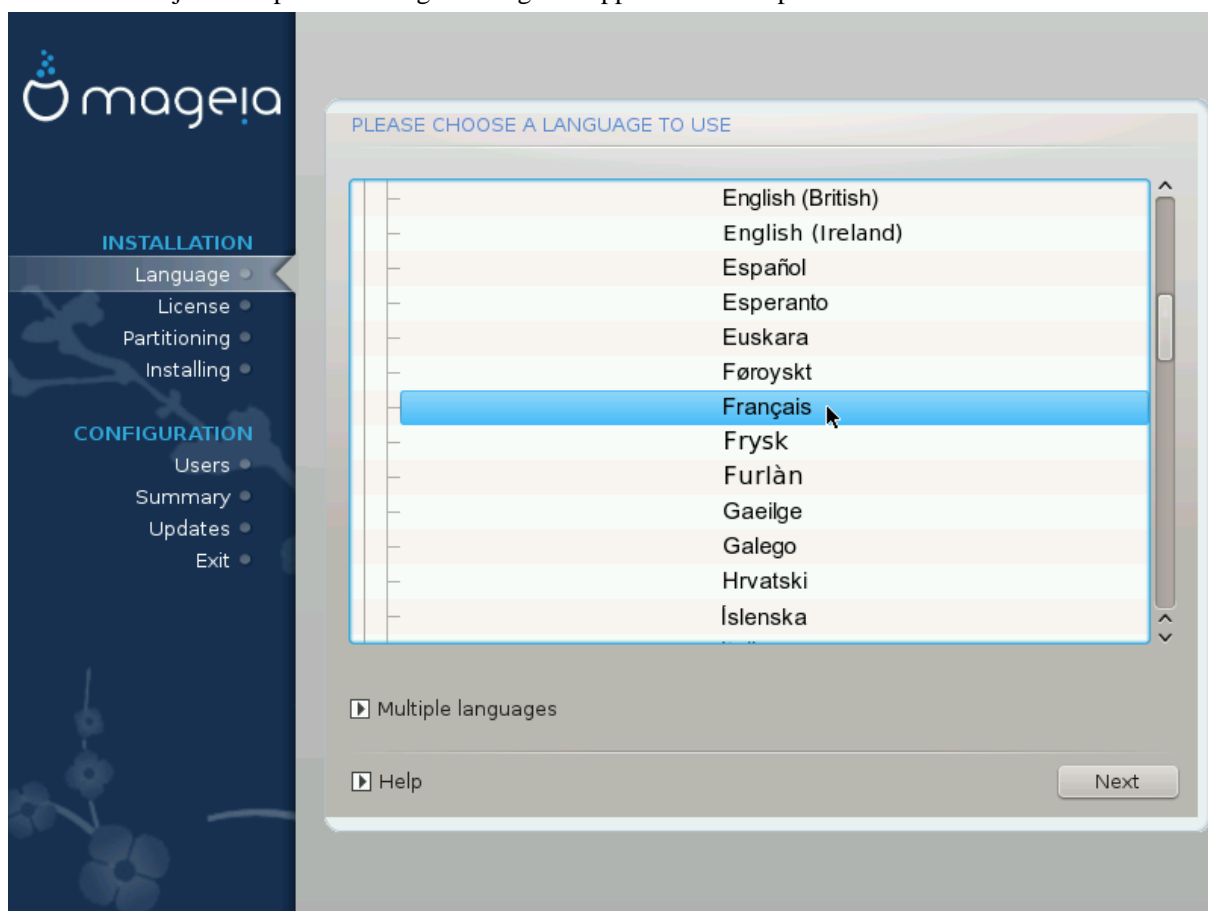 mageia
INSTALLATION
Language
License
Partitioning
Installing
CONFIGURATION
Users
Summary
Updates
Exit
PLEASE CHOOSE A LANGUAGE TO USE
English (British)
English (Ireland)
Español
Esperanto
Euskara
Føroyskt
Français
Frysk
Furlàn
Gaeilge
Galego
Hrvatski
Íslenska
Multiple languages
Help
Next